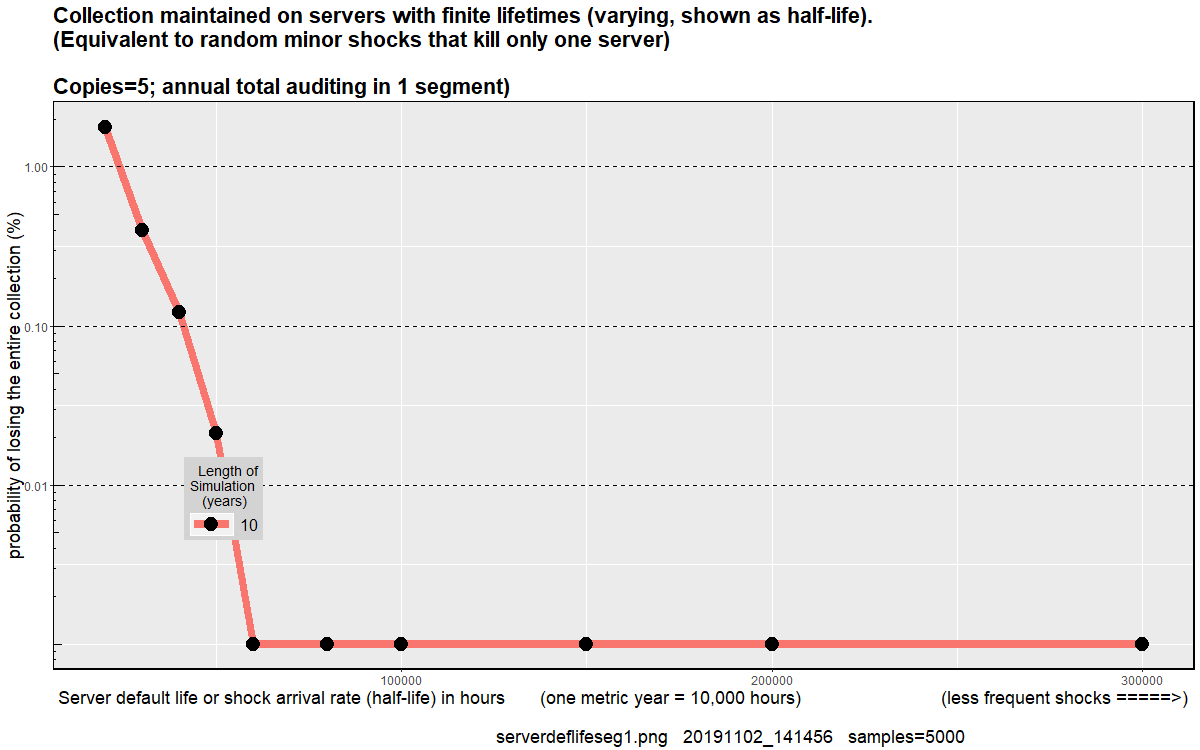 Collection maintained on servers with finite lifetimes (varying, shown as half-life).
(Equivalent to random minor shocks that kill only one server)
Copies=5; annual total auditing in 1 segment)
probability of losing the entire collection (%)
1.00
0.10
0.01
Length of
Simulation
(years)
10
100000
200000
300000
Server default life or shock arrival rate (half-life) in hours (one metric year = 10,000 hours) (less frequent shocks =====>)
serverdeflifeseg1.png 20191102_141456 samples=5000